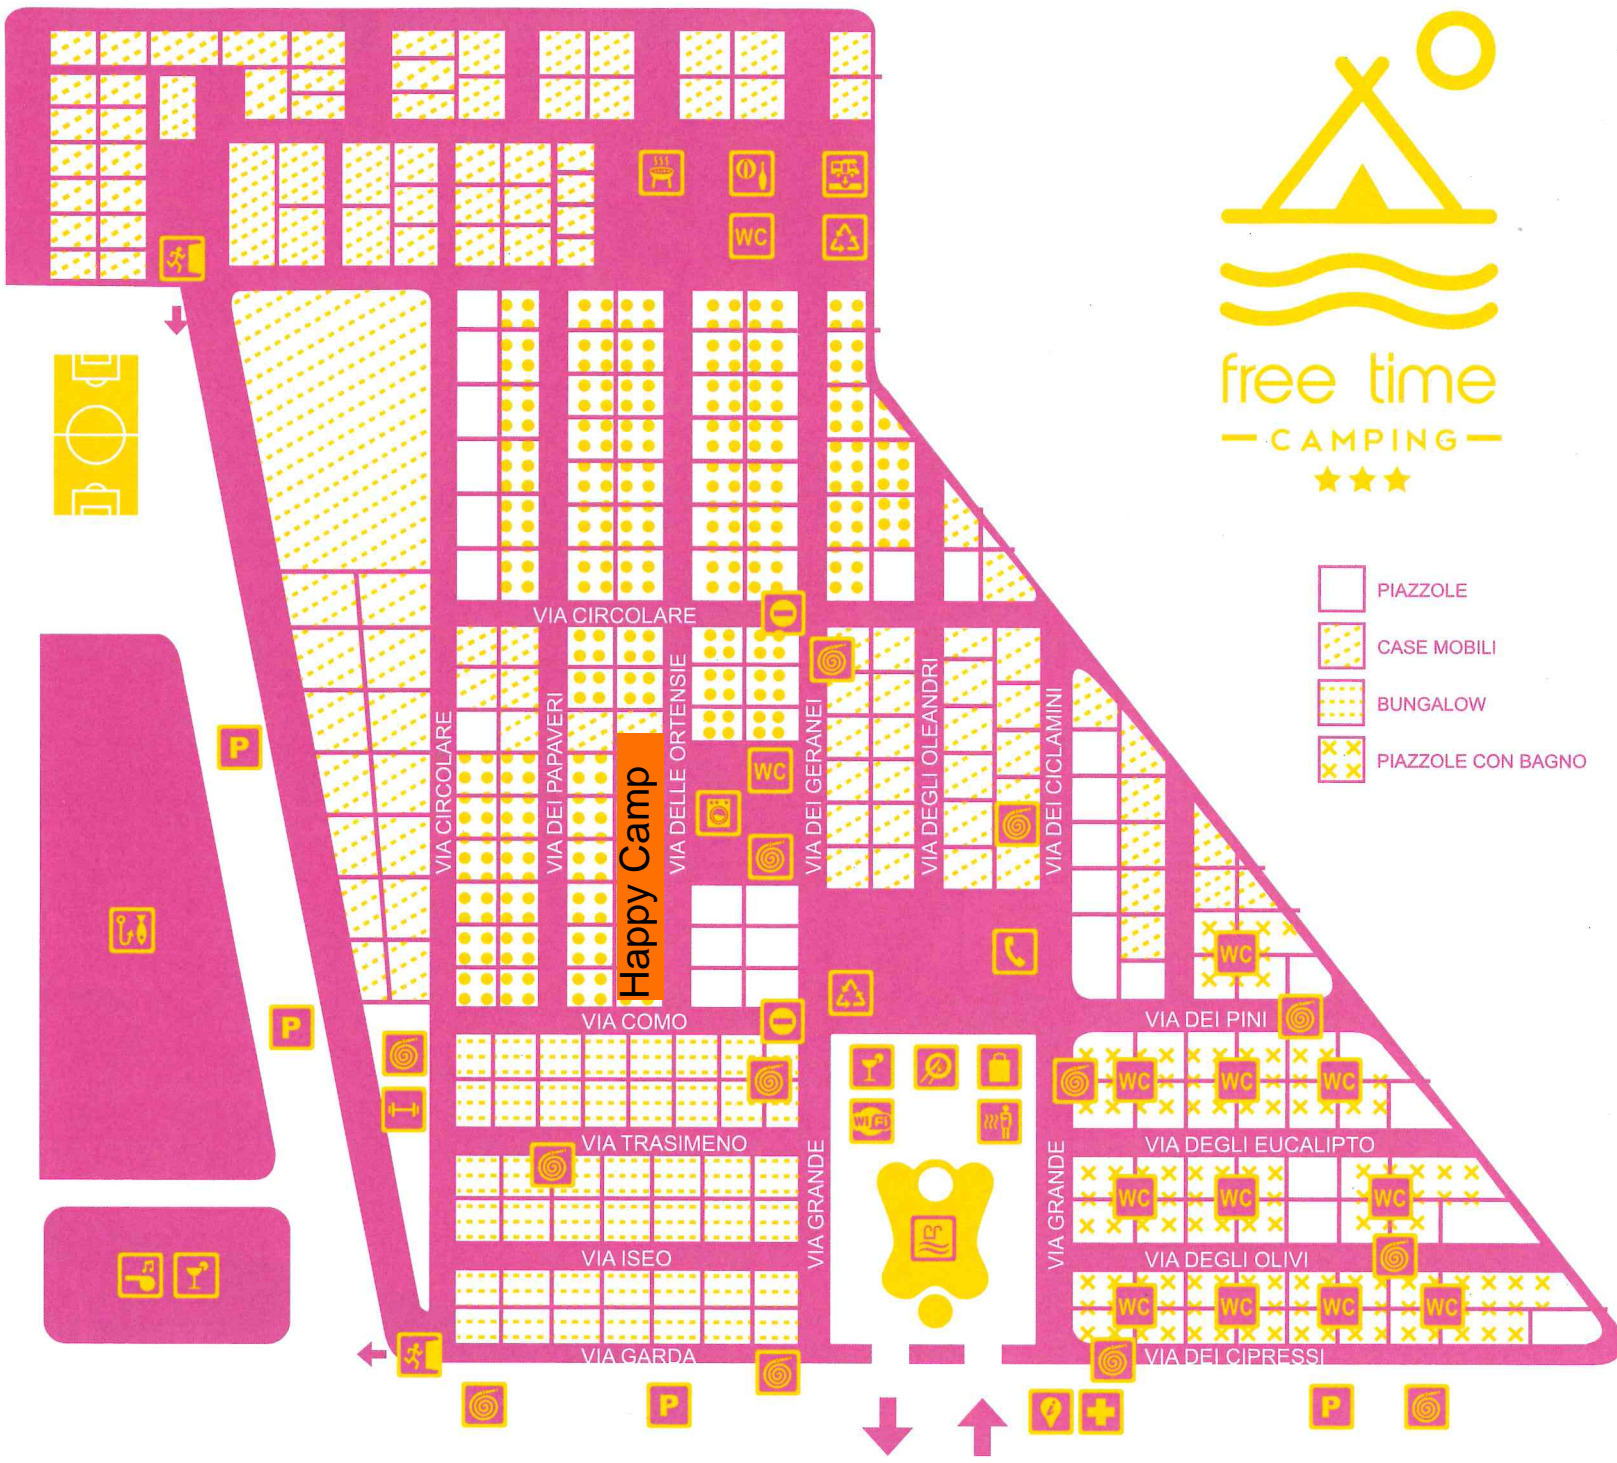 free time
CAMPING
PIAZZOLE
CASE MOBILI
BUNGALOW
PIAZZOLE CON BAGNO
WC
VIA CIRCOLARE
VIA CIRCOLARE
VIA DEI PAPAVERI
Happy Camp
VIA DELLE ORTENSIE
WC
VIA DEI GERANEI
VIA DEGLI OLEANDRI
VIA DEI CICLAMINI
P
WC
P
VIA COMO
VIA DEI PINI
WC
WC
WC
Wi Fi
VIA TRASIMENO
VIA GRANDE
VIA GRANDE
VIA DEGLI EUCALIPTO
WC
WC
WC
VIA ISEO
VIA DEGLI OLIVI
WC
WC
WC
WC
VIA GARDA
VIA DEI CIPRESSI
P
i
P